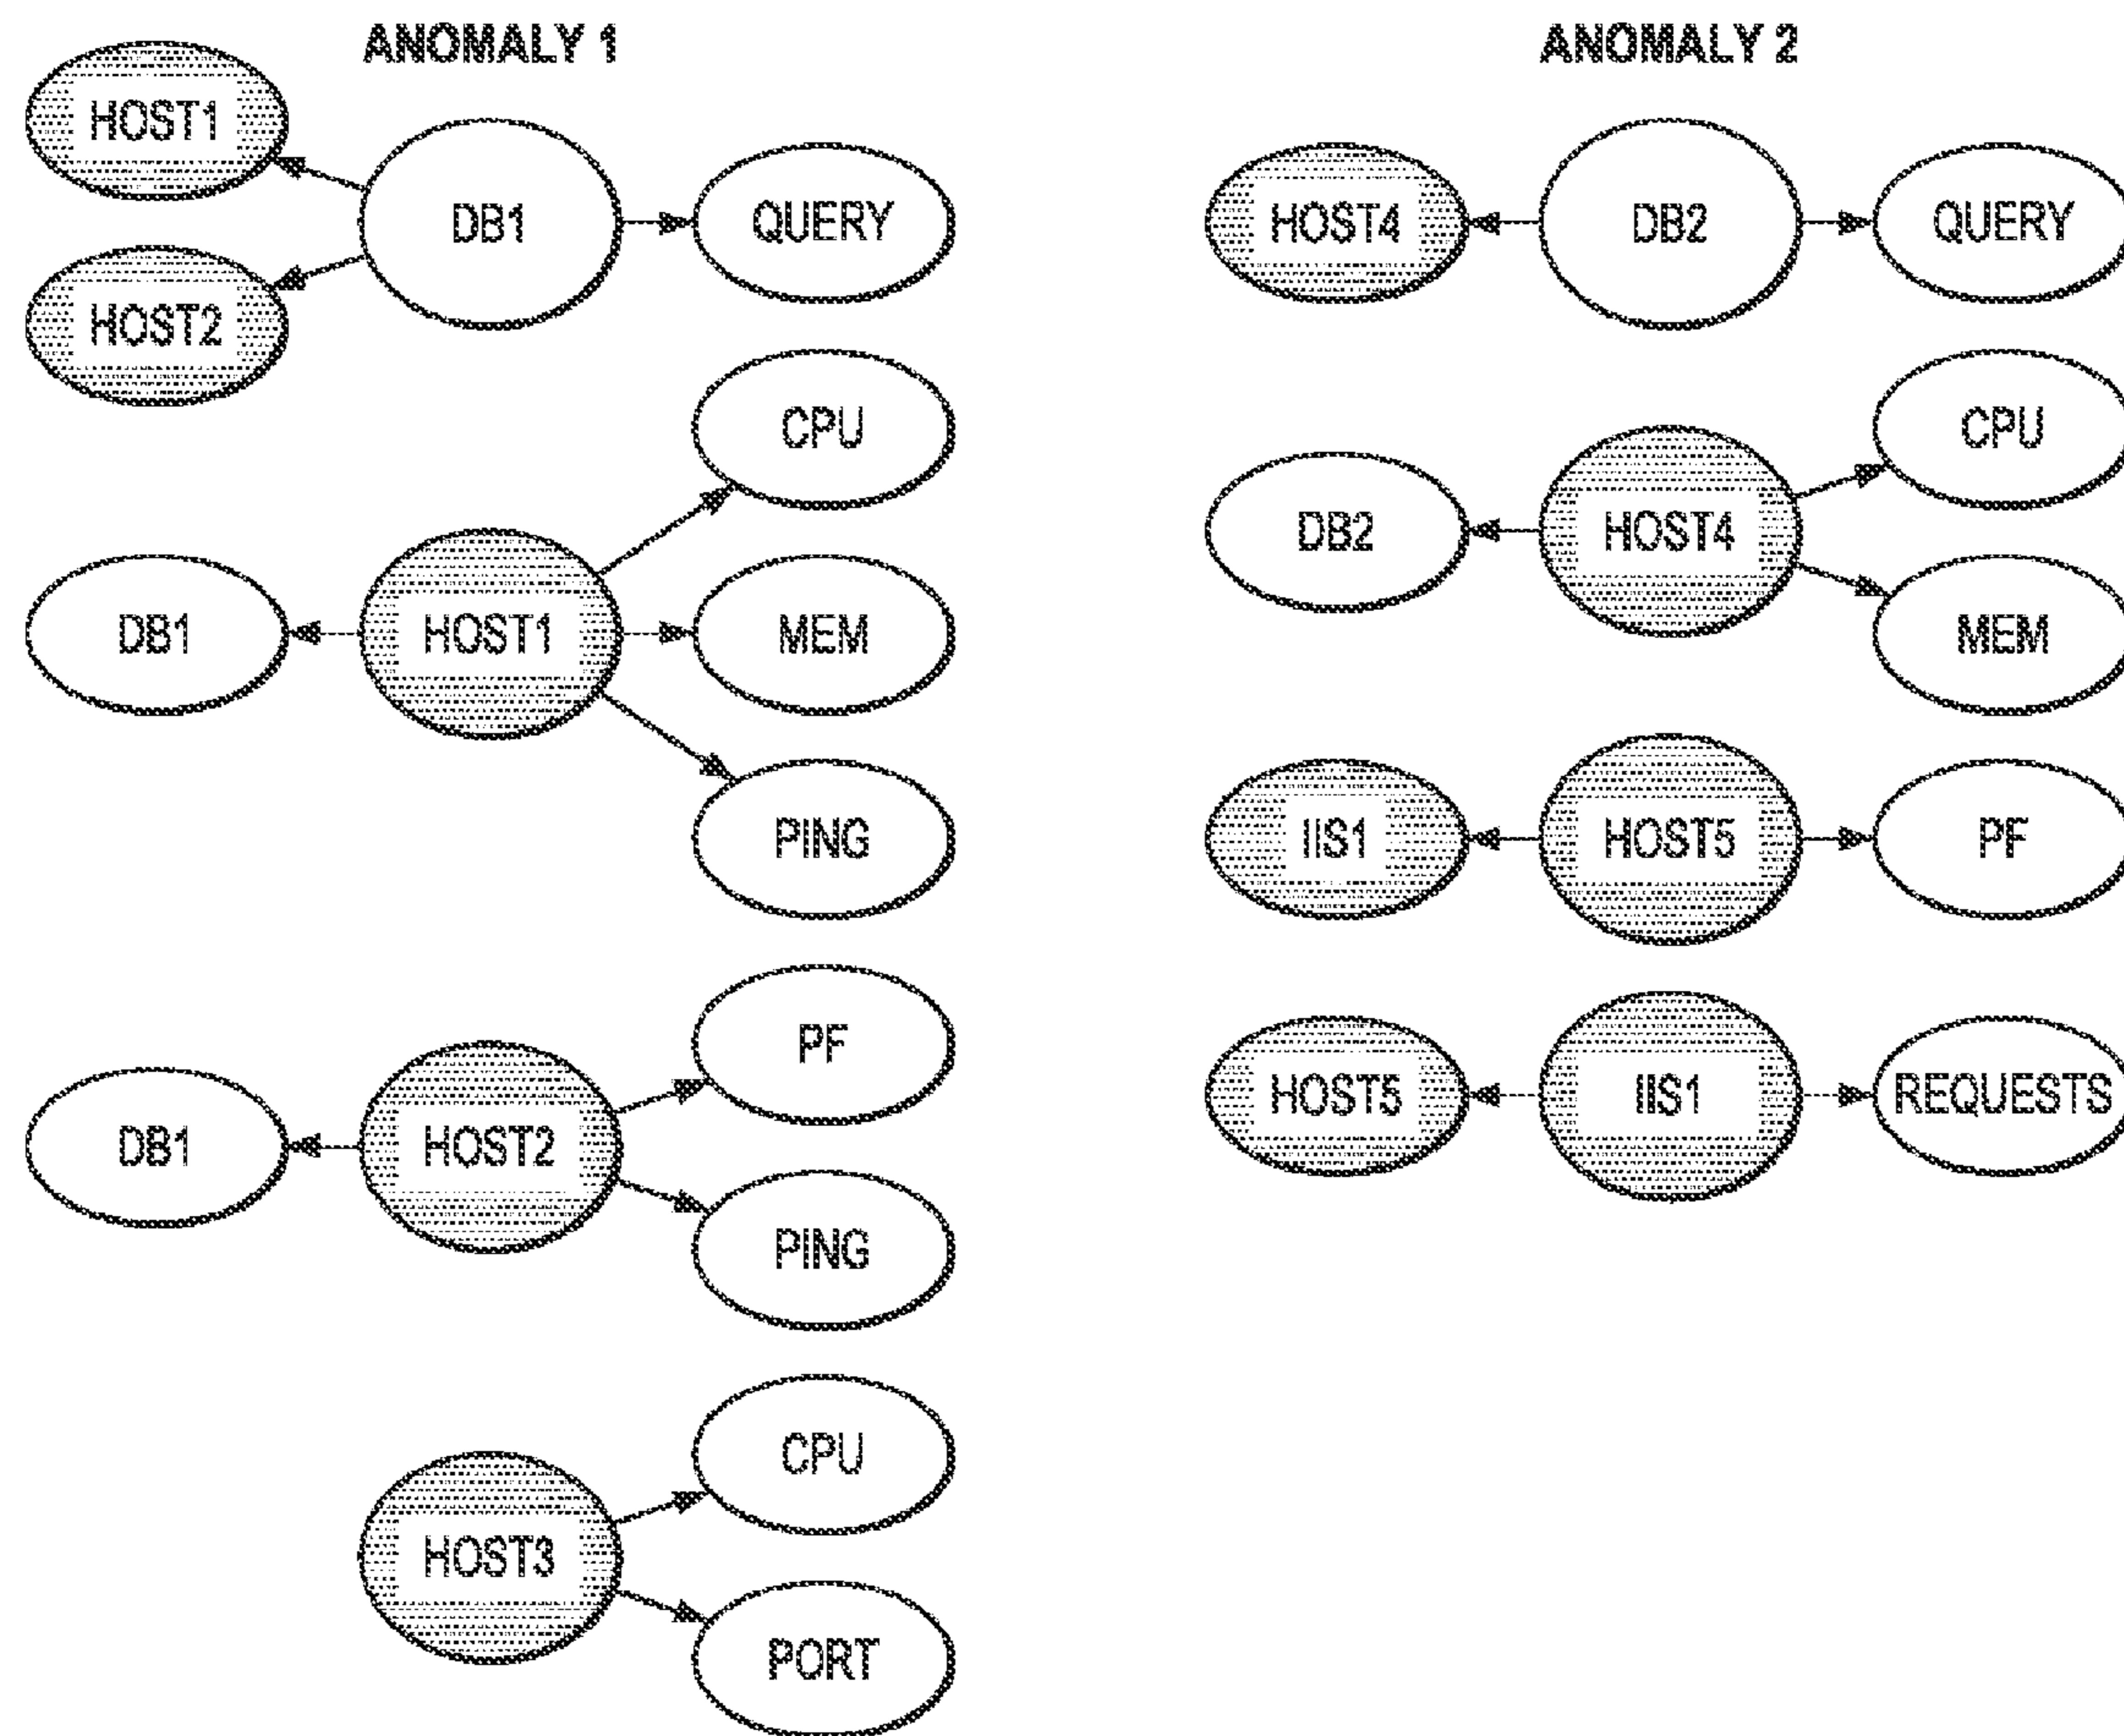 ANOMALY 1
HOST1
DB1
QUERY
HOST2
CPU
DB1
HOST1
MEM
PING
PF
DB1
HOST2
PING
CPU
HOST3
PORT
ANOMALY 2
HOST4
DB2
QUERY
CPU
DB2
HOST4
MEM
IIS1
HOST5
PF
HOST5
IIS1
REQUESTS